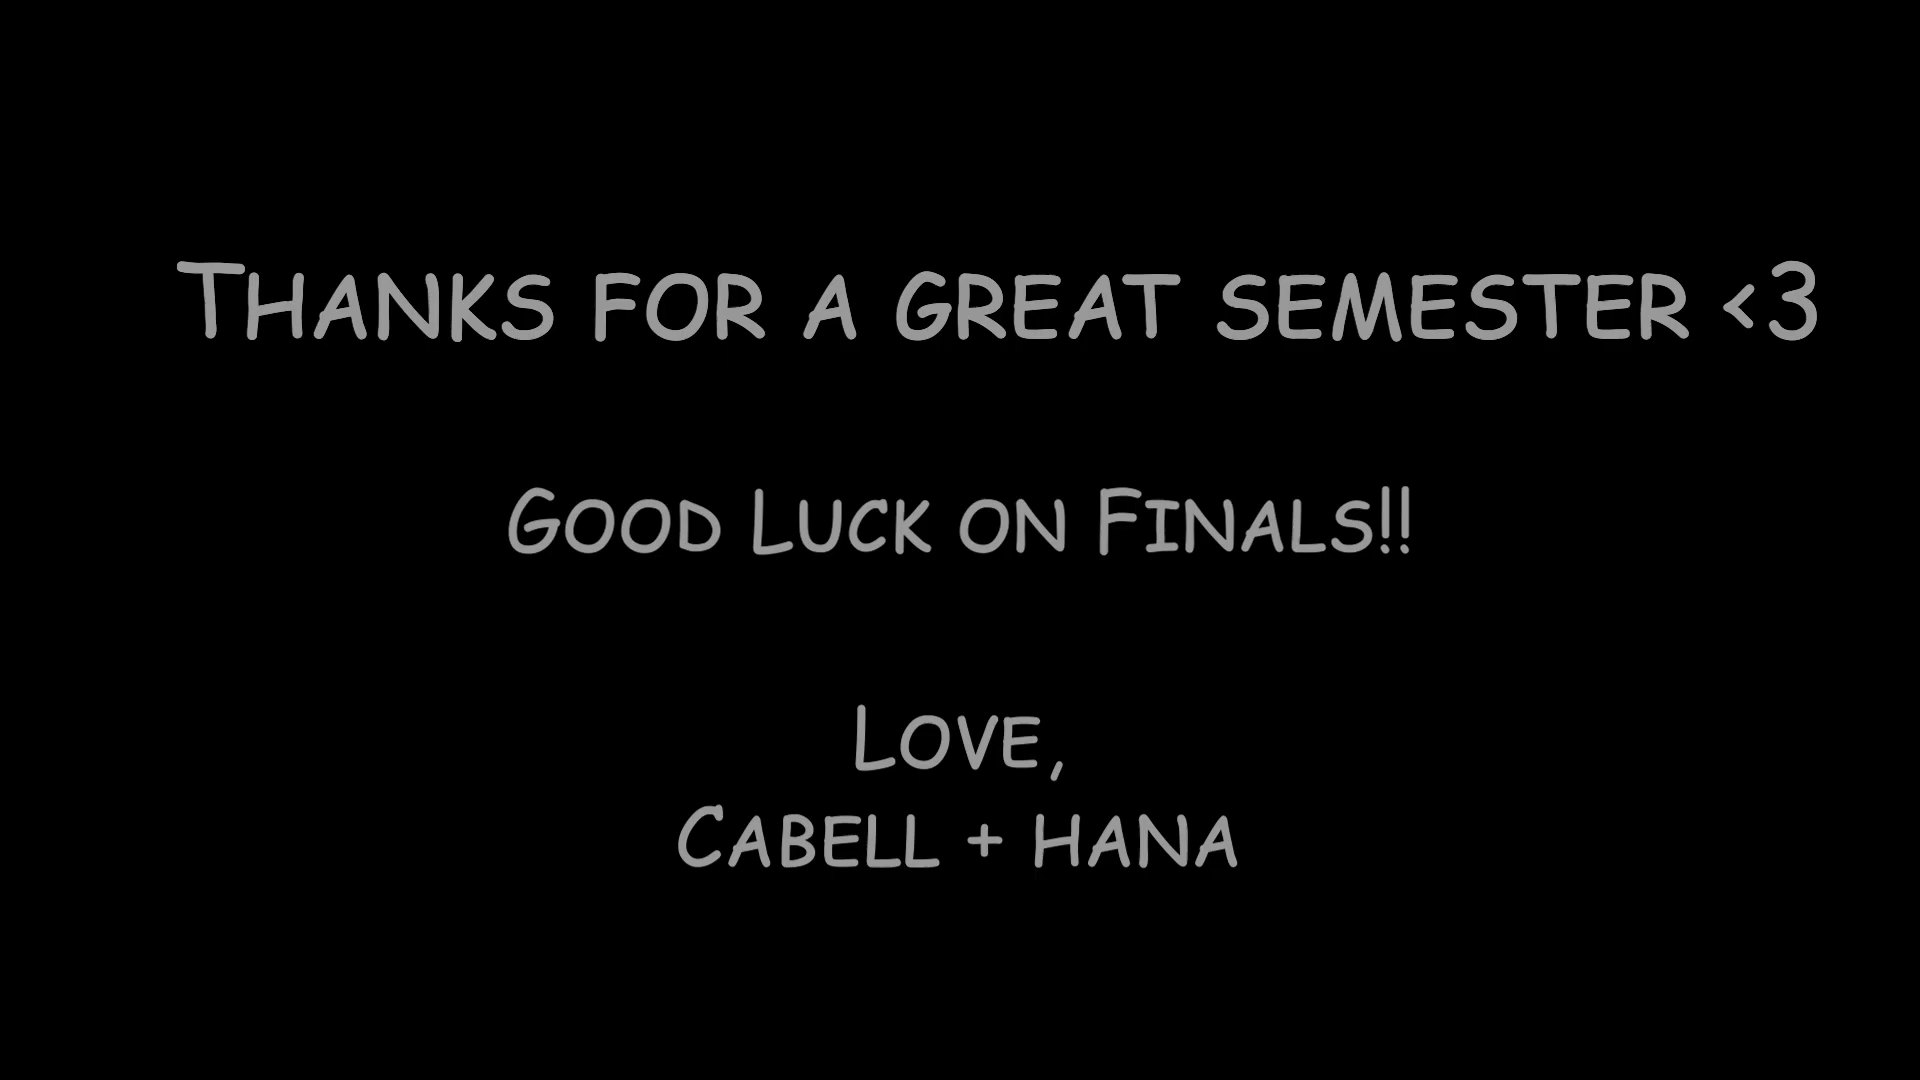 Thanks for a great semester <3
Good Luck on Finals!!
Love,
Cabell + Hana